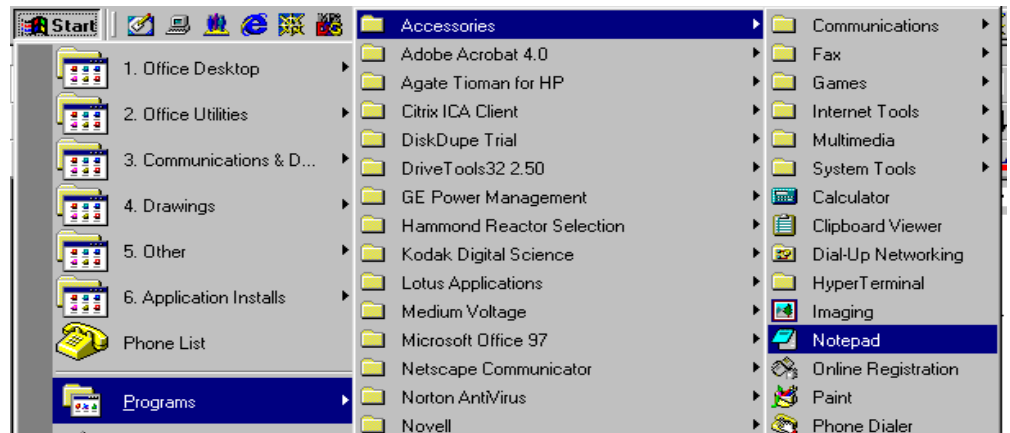 Start
1. Office Desktop
2. Office Utilities
3. Communications & D...
4. Drawings
5. Other
6. Application Installs
Phone List
Programs
Accessories
Adobe Acrobat 4.0
Agate Tioman for HP
Citrix ICA Client
DiskDupe Trial
DriveTools32 2.50
GE Power Management
Hammond Reactor Selection
Kodak Digital Science
Lotus Applications
Medium Voltage
Microsoft Office 97
Netscape Communicator
Norton AntiVirus
Novell
Communications
Fax
Games
Internet Tools
Multimedia
System Tools
Calculator
Clipboard Viewer
Dial-Up Networking
HyperTerminal
Imaging
Notepad
Online Registration
Paint
Phone Dialer